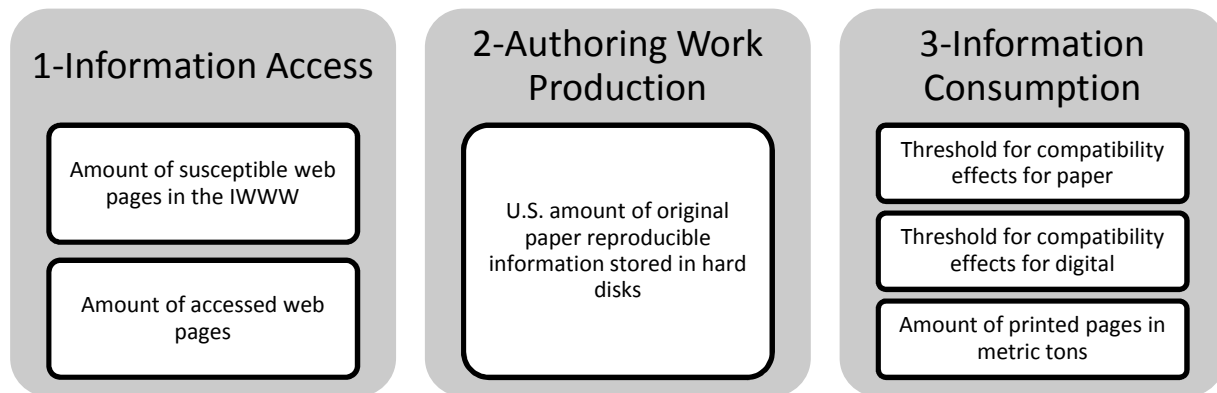 1-Information Access
Amount of susceptible web
pages in the IWWW
Amount of accessed web
pages
2-Authoring Work
Production
U.S. amount of original
paper reproducible
information stored in hard
disks
3-Information
Consumption
Threshold for compatibility
effects for paper
Threshold for compatibility
effects for digital
Amount of printed pages in
metric tons